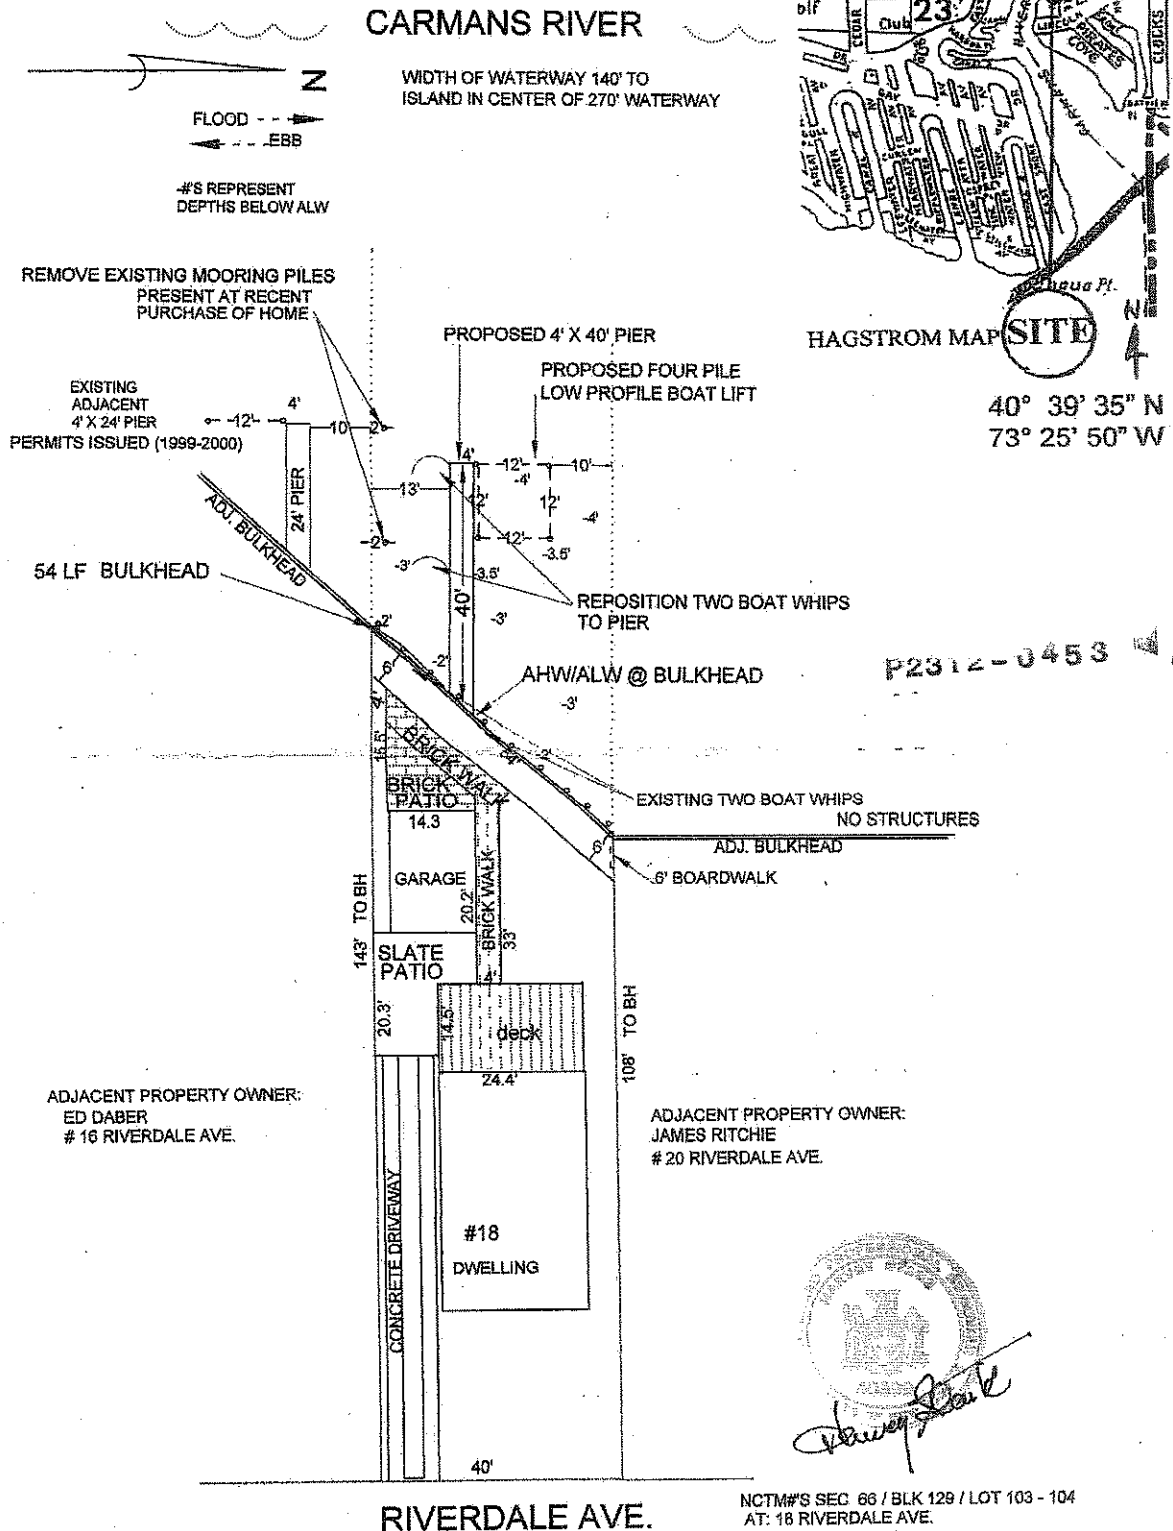 CARMANS RIVER
N
WIDTH OF WATERWAY 140' TO
ISLAND IN CENTER OF 270' WATERWAY
FLOOD
EBB
-#'S REPRESENT
DEPTHS BELOW ALW
CEDAR
Club
23
PIRATES
COVE
CLOCKS
REMOVE EXISTING MOORING PILES
PRESENT AT RECENT
PURCHASE OF HOME
PROPOSED 4' X 40' PIER
PROPOSED FOUR PILE
LOW PROFILE BOAT LIFT
HAGSTROM MAP
SITE
N
40° 39' 35" N
73° 25' 50" W
EXISTING
ADJACENT
4' X 24' PIER
PERMITS ISSUED (1999-2000)
12'
4'
10
2'
24' PIER
ADJ. BULKHEAD
4'
12'
10'
-4'
13'
12'
12'
-4'
12'
-2'
-3.5'
-3'
-3.5'
40'
-3'
54 LF BULKHEAD
REPOSITION TWO BOAT WHIPS
TO PIER
2'
-2'
6'
AHW/ALW @ BULKHEAD
-3'
P2312-0453
4'
15.5'
BRICK WALK
54'
-2'
BRICK
PATIO
14.3
EXISTING TWO BOAT WHIPS
NO STRUCTURES
ADJ. BULKHEAD
6'
6' BOARDWALK
GARAGE
20.2'
BRICK WALK
33'
143' TO BH
SLATE
PATIO
4'
20.3'
14.5'
deck
24.4'
108' TO BH
ADJACENT PROPERTY OWNER:
ED DABER
# 16 RIVERDALE AVE.
ADJACENT PROPERTY OWNER:
JAMES RITCHIE
# 20 RIVERDALE AVE.
CONCRETE DRIVEWAY
#18
DWELLING
40'
RIVERDALE AVE.
NCTM#'S SEC 66 / BLK 129 / LOT 103 - 104
AT: 18 RIVERDALE AVE.